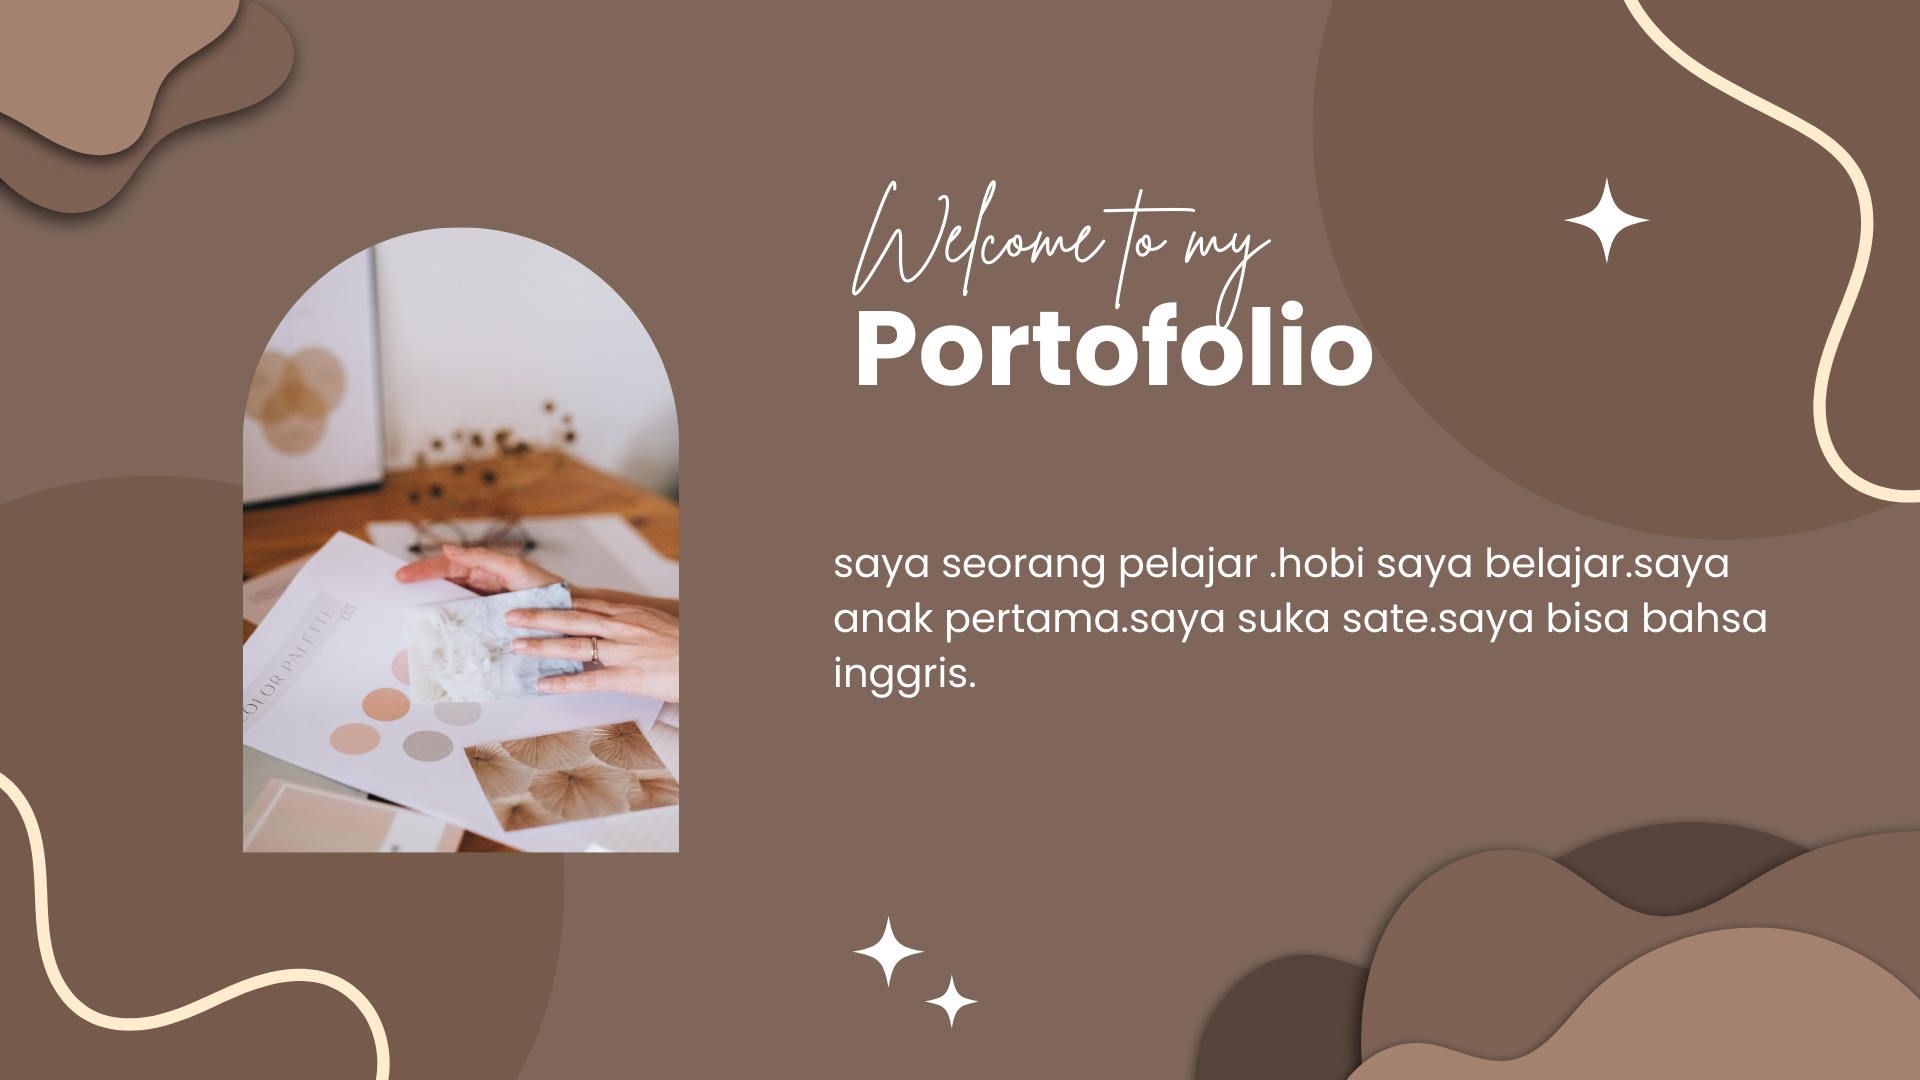 Welcome to my
Portofolio
saya seorang pelajar .hobi saya belajar.saya
anak pertama.saya suka sate.saya bisa bahsa
inggris.
COLOR PALETTE
03